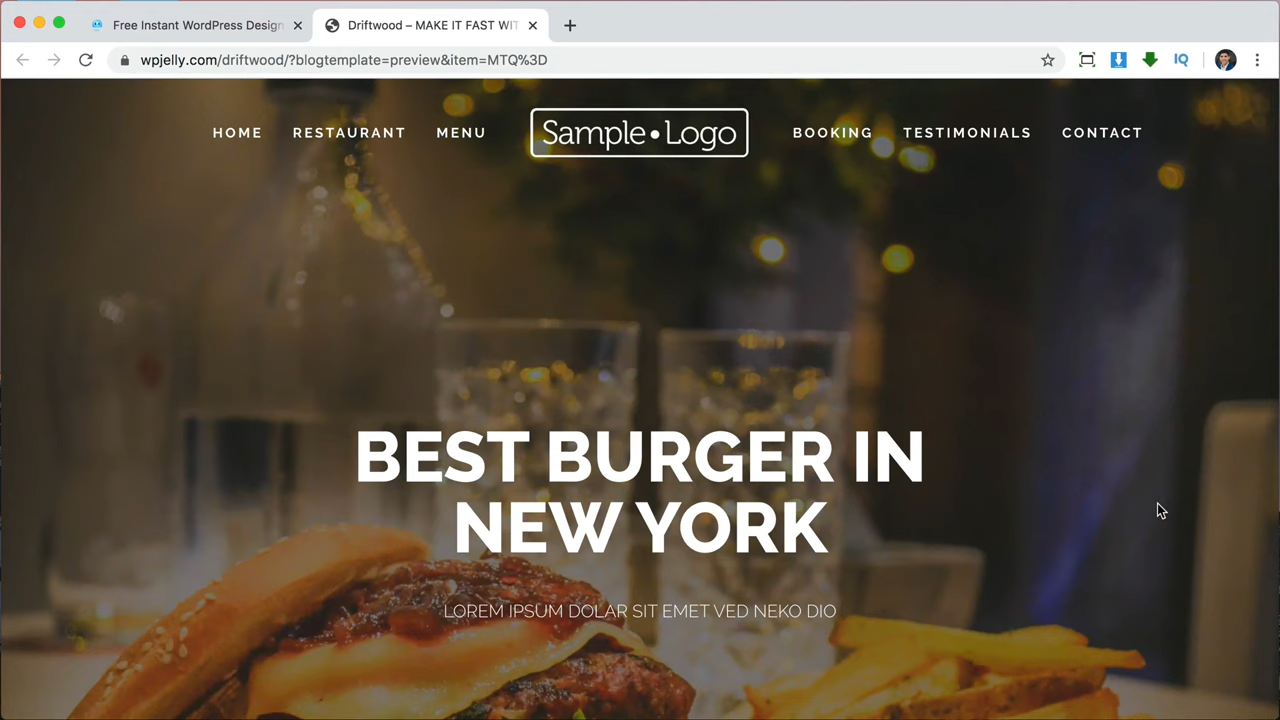 Free Instant WordPress Design
Driftwood – MAKE IT FAST WIT
wpjelly.com/driftwood/?blogtemplate=preview&item=MTQ%3D
IQ
HOME RESTAURANT MENU Sample•Logo BOOKING TESTIMONIALS CONTACT
BEST BURGER IN
NEW YORK
LOREM IPSUM DOLAR SIT EMET VED NEKO DIO